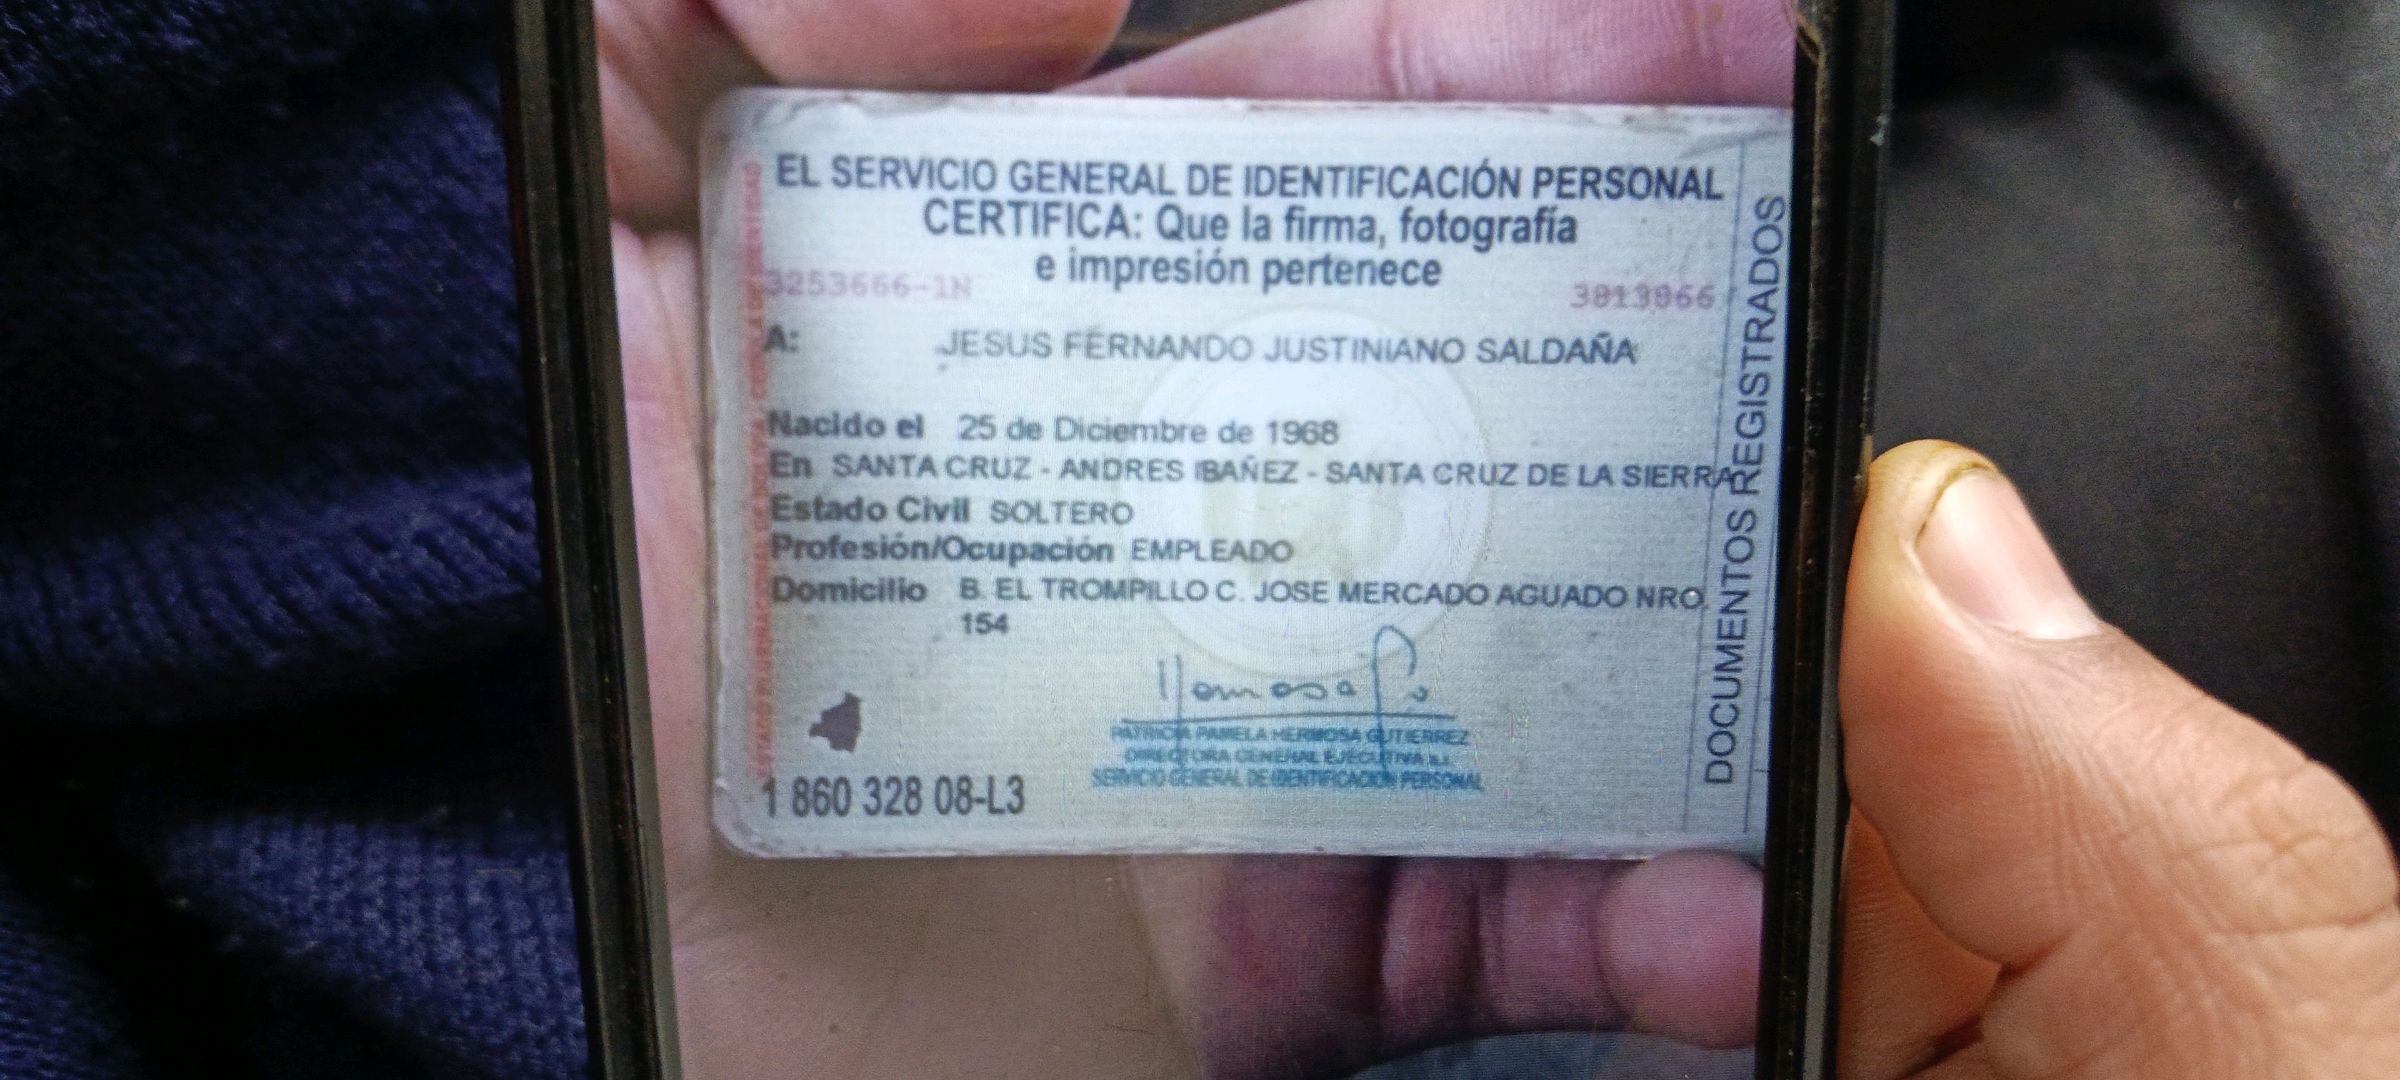 EL SERVICIO GENERAL DE IDENTIFICACIÓN PERSONAL
CERTIFICA: Que la firma, fotografía
e impresión pertenece
3253666-1N
3813866
A: JESUS FERNANDO JUSTINIANO SALDAÑA
Nacido el 25 de Diciembre de 1968
En SANTA CRUZ - ANDRES IBAÑEZ - SANTA CRUZ DE LA SIERRA
Estado Civil SOLTERO
Profesión/Ocupación EMPLEADO
Domicilio B. EL TROMPILLO C. JOSE MERCADO AGUADO NRO.
154
PATRICIA PAMELA HERMOSA GUTIERREZ
DIRECTORA GENERAL EJECUTIVA a.i.
SERVICIO GENERAL DE IDENTIFICACION PERSONAL
1 860 328 08-L3
DOCUMENTOS REGISTRADOS